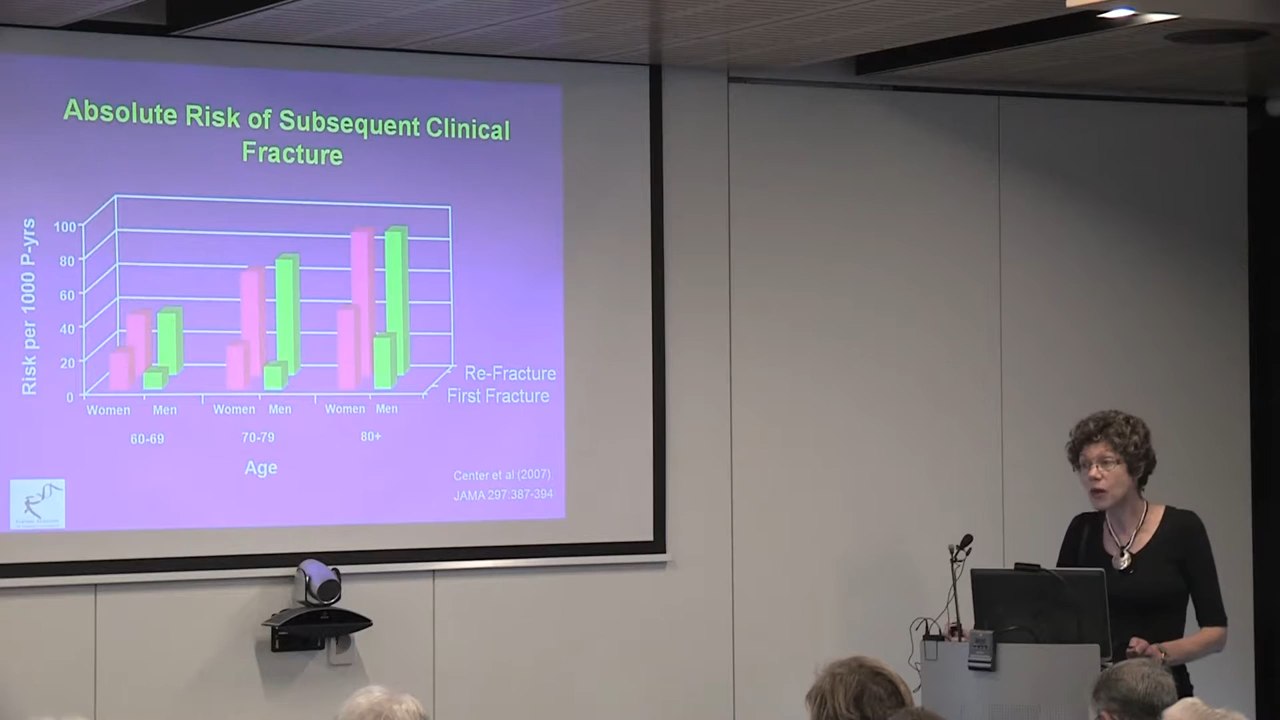 Absolute Risk of Subsequent Clinical
Fracture
Risk per 1000 P-yrs
100
80
60
40
20
0
Re-Fracture
First Fracture
Women Men Women Men Women Men
60-69 70-79 80+
Age
Center et al (2007)
JAMA 297:387-394